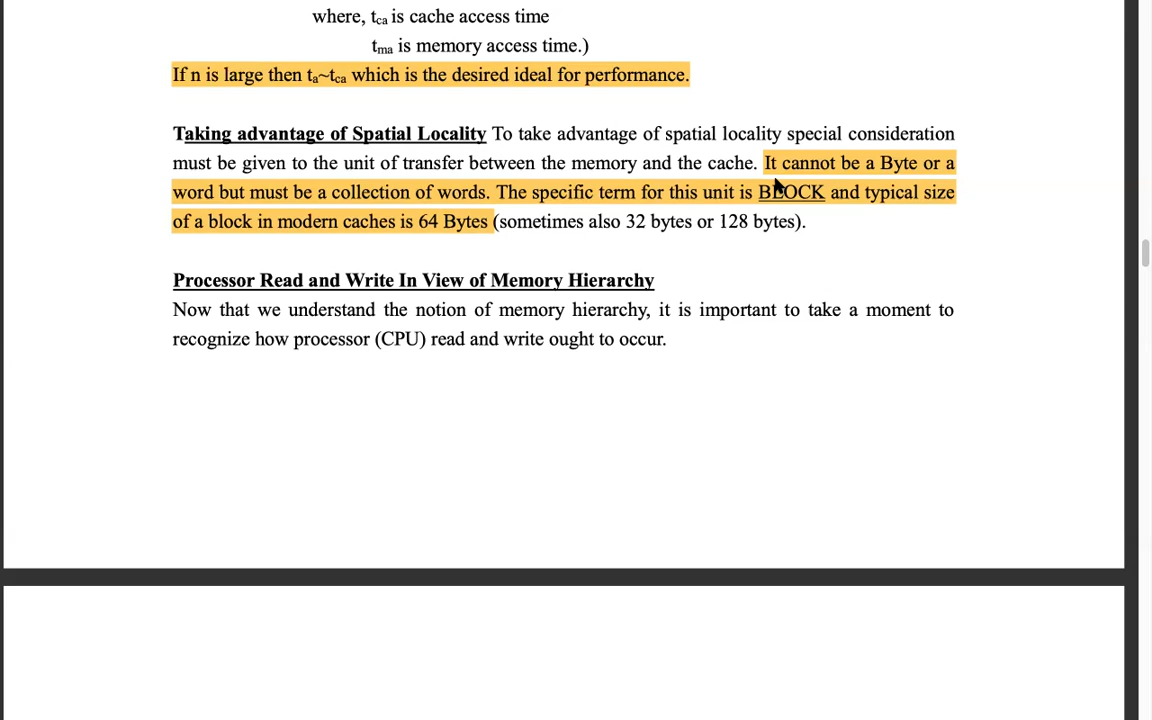 where, tca is cache access time
tma is memory access time.)
If n is large then ta~tca which is the desired ideal for performance.
Taking advantage of Spatial Locality To take advantage of spatial locality special consideration
must be given to the unit of transfer between the memory and the cache. It cannot be a Byte or a
word but must be a collection of words. The specific term for this unit is BLOCK and typical size
of a block in modern caches is 64 Bytes (sometimes also 32 bytes or 128 bytes).
Processor Read and Write In View of Memory Hierarchy
Now that we understand the notion of memory hierarchy, it is important to take a moment to
recognize how processor (CPU) read and write ought to occur.